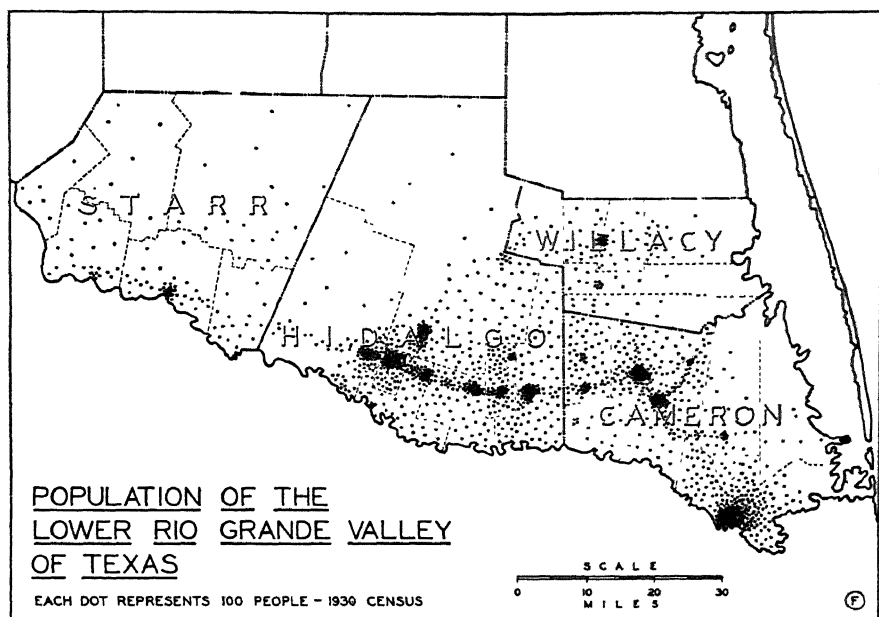 STARR
WILLACY
HIDALGO
CAMERON
POPULATION OF THE
LOWER RIO GRANDE VALLEY
OF TEXAS
EACH DOT REPRESENTS 100 PEOPLE - 1930 CENSUS
SCALE
0 10 20 30
MILES
F